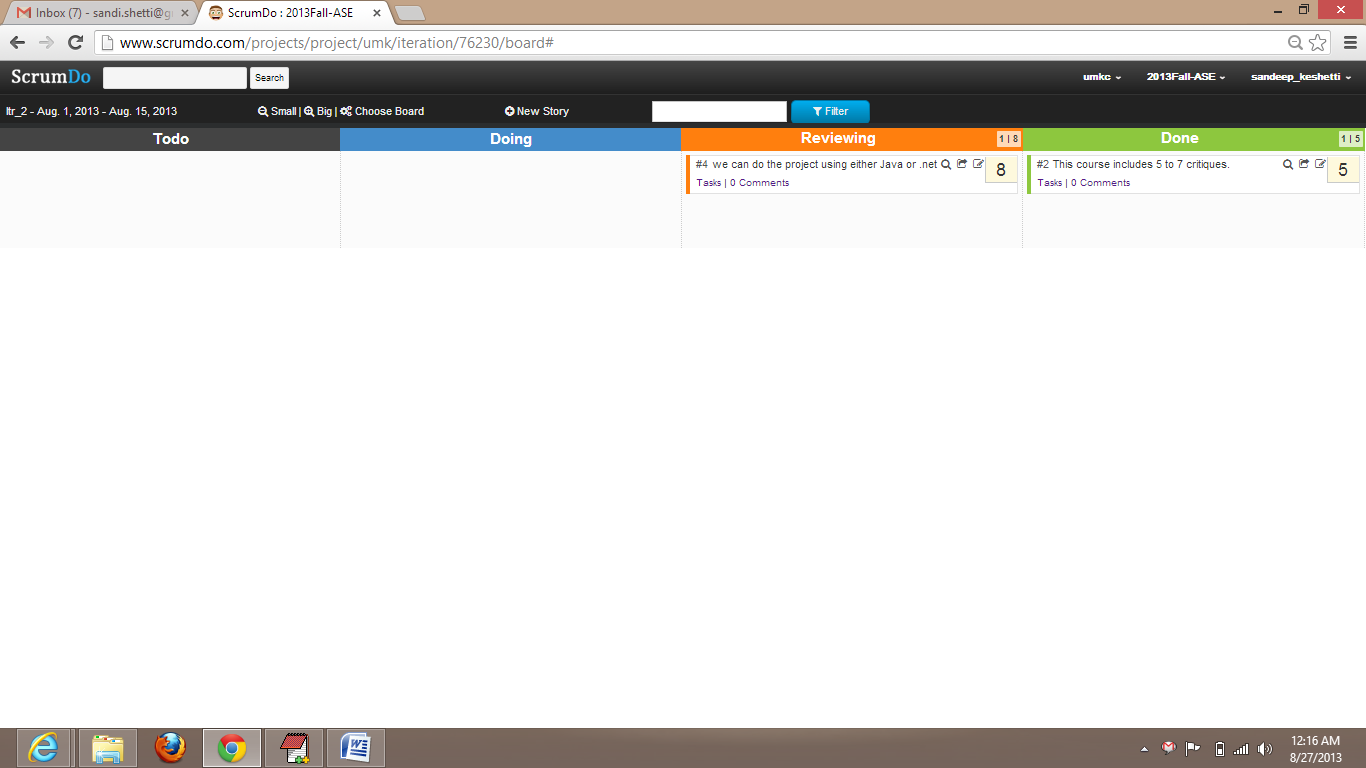 Inbox (7) - sandi.shetti@g
ScrumDo : 2013Fall-ASE
www.scrumdo.com/projects/project/umk/iteration/76230/board#
ScrumDo Search umkc 2013Fall-ASE sandeep_keshetti
Itr_2 - Aug. 1, 2013 - Aug. 15, 2013 Small | Big | Choose Board New Story Filter
Todo Doing Reviewing 1 | 8 Done 1 | 5
#4 we can do the project using either Java or .net 8
Tasks | 0 Comments
#2 This course includes 5 to 7 critiques. 5
Tasks | 0 Comments
12:16 AM
8/27/2013